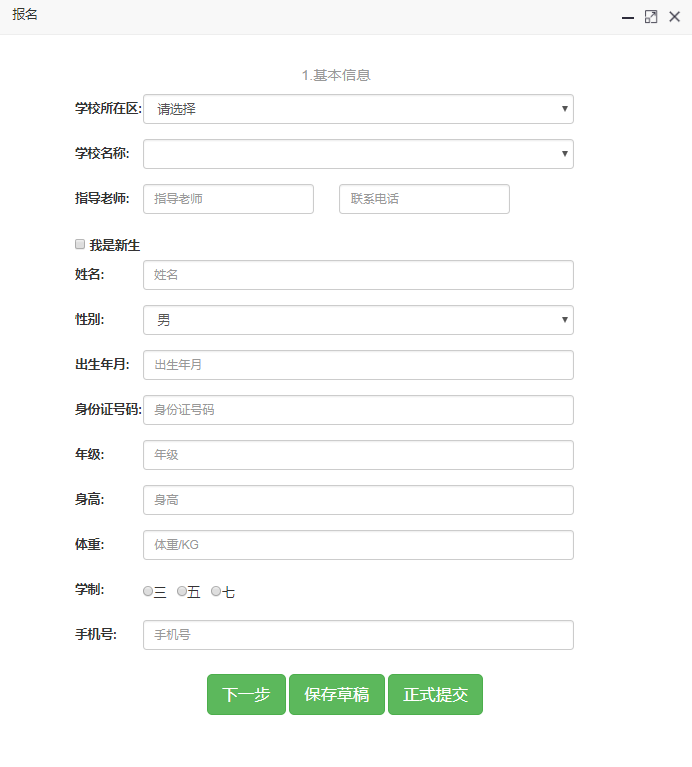 报名
1.基本信息
学校所在区: 请选择
学校名称:
指导老师: 指导老师 联系电话
我是新生
姓名: 姓名
性别: 男
出生年月: 出生年月
身份证号码: 身份证号码
年级: 年级
身高: 身高
体重: 体重/KG
学制: 三 五 七
手机号: 手机号
下一步 保存草稿 正式提交